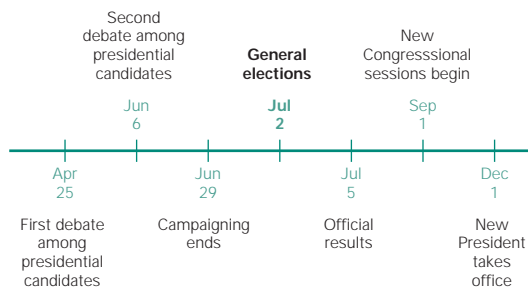 Second
debate among
presidential
candidates
General
elections
New
Congresssional
sessions begin
Jun
6
Jul
2
Sep
1
Apr
25
Jun
29
Jul
5
Dec
1
First debate
among
presidential
candidates
Campaigning
ends
Official
results
New
President
takes
office